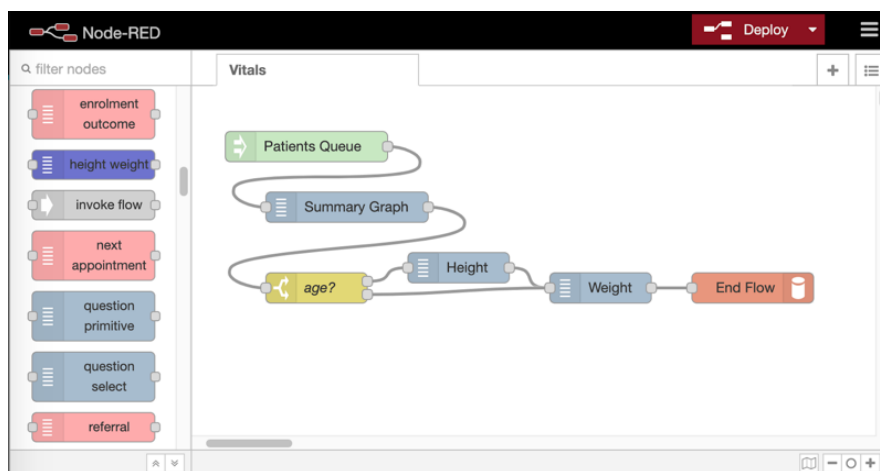 Node-RED
Deploy
filter nodes
Vitals
enrolment
outcome
height weight
invoke flow
next
appointment
question
primitive
question
select
referral
Patients Queue
Summary Graph
age?
Height
Weight
End Flow